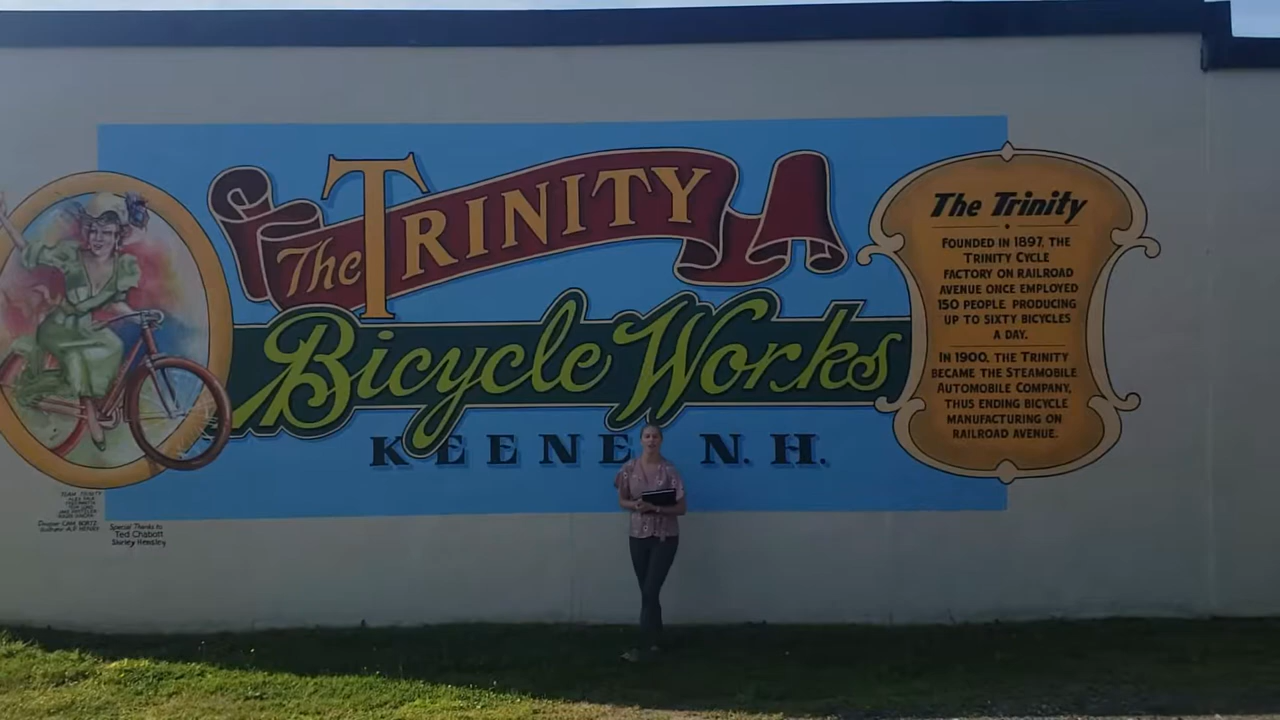 The Trinity
Bicycle Works
KEENE N. H.
The Trinity
FOUNDED IN 1897, THE
TRINITY CYCLE
FACTORY ON RAILROAD
AVENUE ONCE EMPLOYED
150 PEOPLE PRODUCING
UP TO SIXTY BICYCLES
A DAY.
IN 1900, THE TRINITY
BECAME THE STEAMOBILE
AUTOMOBILE COMPANY,
THUS ENDING BICYCLE
MANUFACTURING ON
RAILROAD AVENUE.
Special Thanks to
Ted Chabott
Shirley Hensley